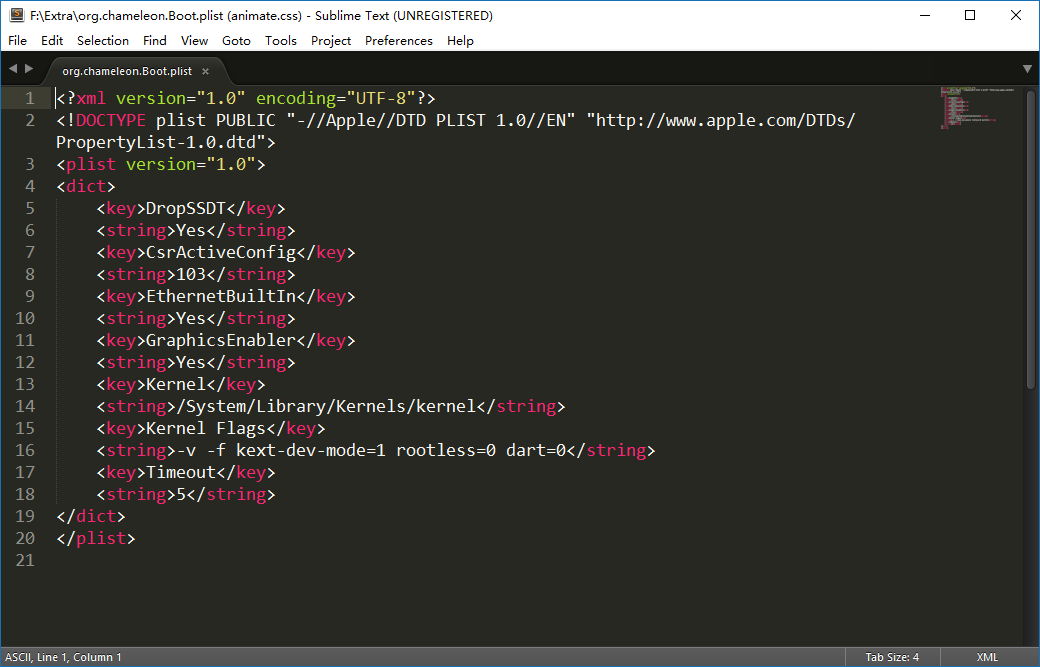 F:\Extra\org.chameleon.Boot.plist (animate.css) - Sublime Text (UNREGISTERED)
File Edit Selection Find View Goto Tools Project Preferences Help
org.chameleon.Boot.plist ×
1 <?xml version="1.0" encoding="UTF-8"?>
2 <!DOCTYPE plist PUBLIC "-//Apple//DTD PLIST 1.0//EN" "http://www.apple.com/DTDs/
PropertyList-1.0.dtd">
3 <plist version="1.0">
4 <dict>
5     <key>DropSSDT</key>
6     <string>Yes</string>
7     <key>CsrActiveConfig</key>
8     <string>103</string>
9     <key>EthernetBuiltIn</key>
10     <string>Yes</string>
11     <key>GraphicsEnabler</key>
12     <string>Yes</string>
13     <key>Kernel</key>
14     <string>/System/Library/Kernels/kernel</string>
15     <key>Kernel Flags</key>
16     <string>-v -f kext-dev-mode=1 rootless=0 dart=0</string>
17     <key>Timeout</key>
18     <string>5</string>
19 </dict>
20 </plist>
21
ASCII, Line 1, Column 1 Tab Size: 4 XML